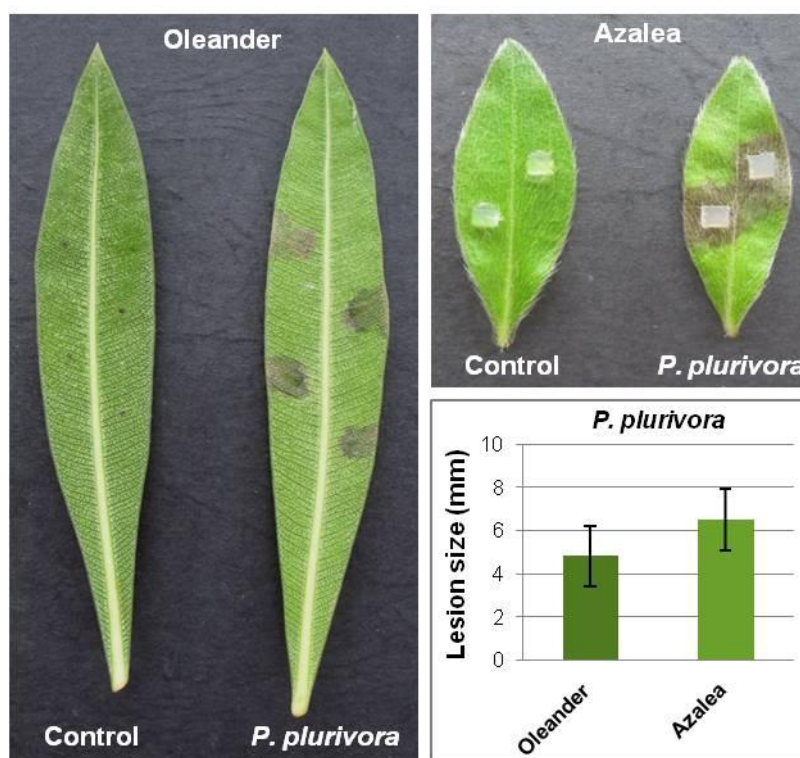 Oleander
Control
P. plurivora
Azalea
Control
P. plurivora
P. plurivora
Lesion size (mm)
10
8
6
4
2
0
Oleander
Azalea